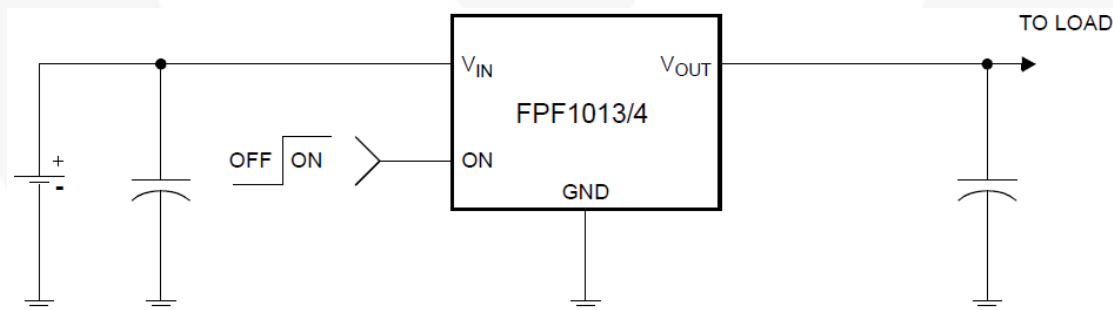 TO LOAD
VIN VOUT
FPF1013/4
OFF ON ON
GND
+
-